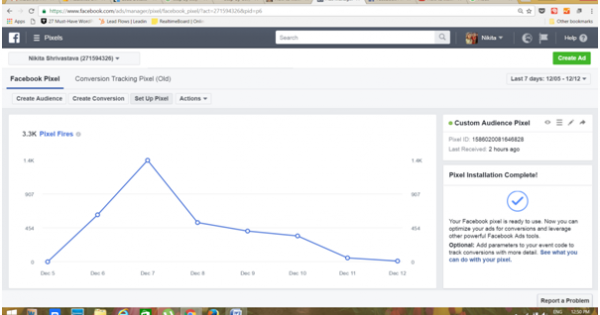 https://www.facebook.com/ads/manager/pixel/facebook_pixel/?act=271594326&pid=p6
Apps
27 Must-Have Word
Lead Flows | Leader
Other bookmarks
Pixels
Search
Nikita
Help
Nikita Shrivastava (271594326)
Create Ad
Facebook Pixel
Conversion Tracking Pixel (Old)
Last 7 days: 12/05 - 12/12
Create Audience
Create Conversion
Set Up Pixel
Actions
3.3K Pixel Fires
1.4K
1.4K
907
907
454
454
0
0
Dec 5
Dec 6
Dec 7
Dec 8
Dec 9
Dec 10
Dec 11
Dec 12
Custom Audience Pixel
Pixel ID: 1586020081646828
Last Received: 2 hours ago
Pixel Installation Complete!
Your Facebook pixel is ready to use. Now you can
optimize your ads for conversions and leverage
other powerful Facebook Ads tools.
Optional: Add parameters to your event code to
track conversions with more detail. See what you
can do with your pixel.
Report a Problem
ENG
12:50 PM